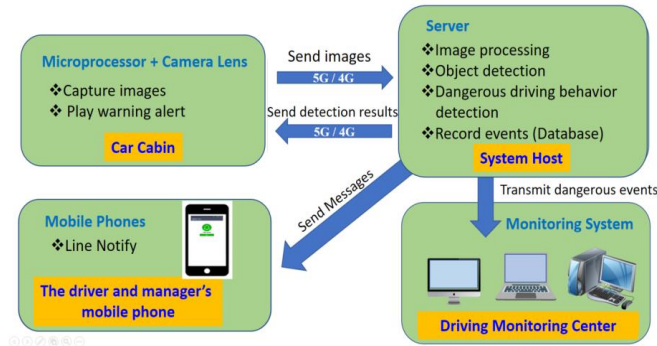 Microprocessor + Camera Lens
❖Capture images
❖Play warning alert
Car Cabin
Send images
5G / 4G
Send detection results
5G / 4G
Server
❖Image processing
❖Object detection
❖Dangerous driving behavior
detection
❖Record events (Database)
System Host
Send Messages
Transmit dangerous events
Mobile Phones
❖Line Notify
The driver and manager's
mobile phone
Monitoring System
Driving Monitoring Center